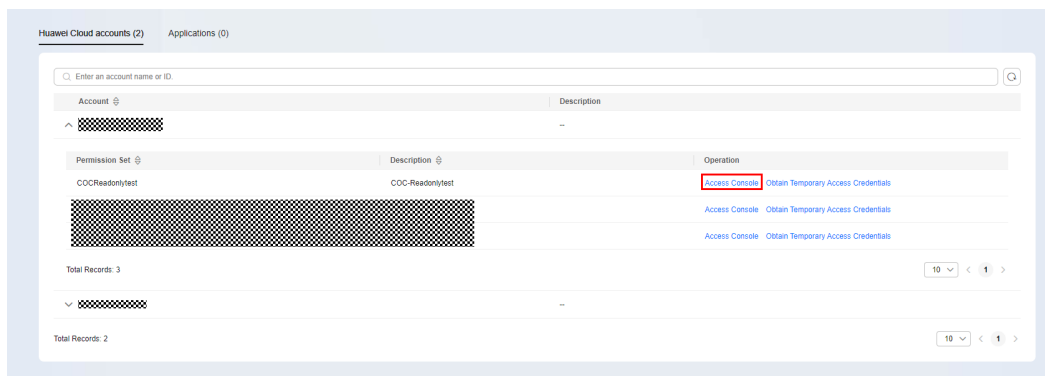 Huawei Cloud accounts (2) Applications (0)
Enter an account name or ID.
Account Description
--
Permission Set Description Operation
COCReadonlytest COC-Readonlytest Access Console Obtain Temporary Access Credentials
Access Console Obtain Temporary Access Credentials
Access Console Obtain Temporary Access Credentials
Total Records: 3 10 1
--
Total Records: 2 10 1